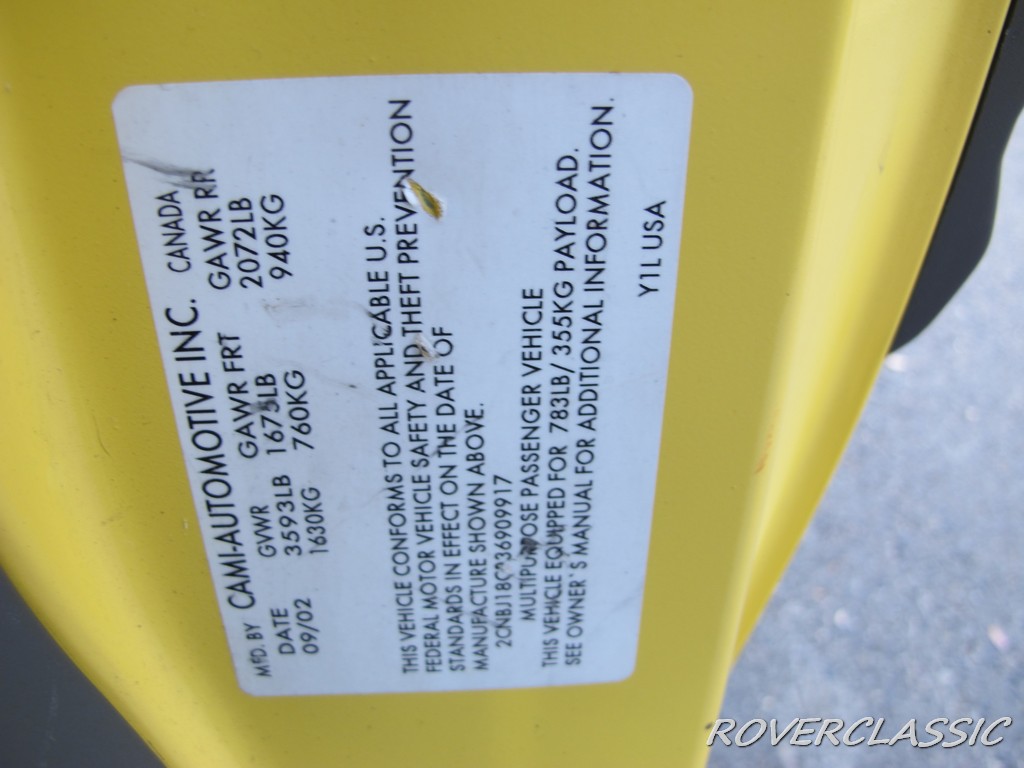 MFD. BY CAMI-AUTOMOTIVE INC. CANADA
DATE GVWR GAWR FRT GAWR RR
09/02 3593LB 1675LB 2072LB
1630KG 760KG 940KG
THIS VEHICLE CONFORMS TO ALL APPLICABLE U.S.
FEDERAL MOTOR VEHICLE SAFETY AND THEFT PREVENTION
STANDARDS IN EFFECT ON THE DATE OF
MANUFACTURE SHOWN ABOVE.
MULTIPURPOSE PASSENGER VEHICLE
THIS VEHICLE EQUIPPED FOR 783LB/ 355KG PAYLOAD.
SEE OWNER`S MANUAL FOR ADDITIONAL INFORMATION.
Y1L USA
ROVERCLASSIC